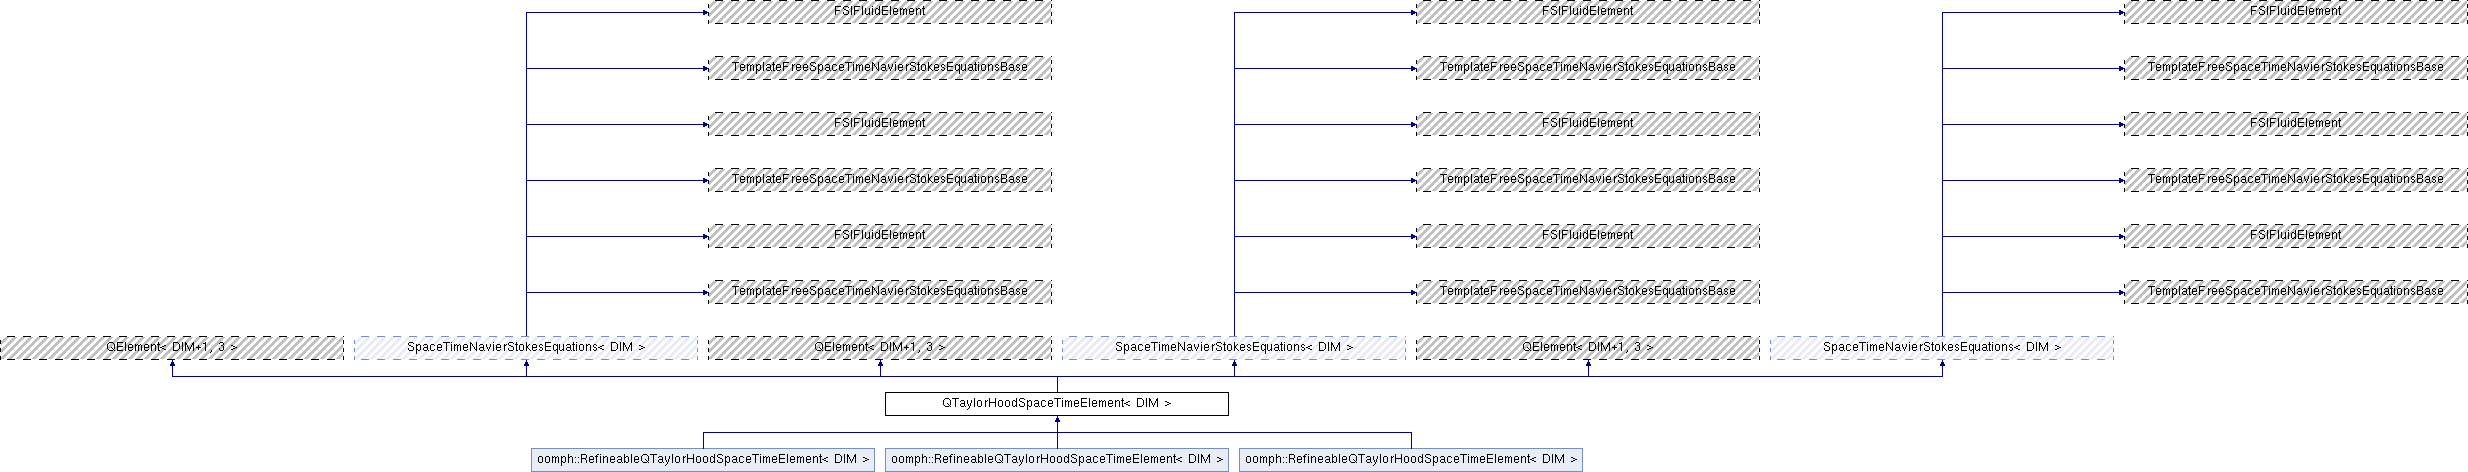 FSIFluidElement FSIFluidElement FSIFluidElement
TemplateFreeSpaceTimeNavierStokesEquationsBase TemplateFreeSpaceTimeNavierStokesEquationsBase TemplateFreeSpaceTimeNavierStokesEquationsBase
FSIFluidElement FSIFluidElement FSIFluidElement
TemplateFreeSpaceTimeNavierStokesEquationsBase TemplateFreeSpaceTimeNavierStokesEquationsBase TemplateFreeSpaceTimeNavierStokesEquationsBase
FSIFluidElement FSIFluidElement FSIFluidElement
TemplateFreeSpaceTimeNavierStokesEquationsBase TemplateFreeSpaceTimeNavierStokesEquationsBase TemplateFreeSpaceTimeNavierStokesEquationsBase
QElement< DIM+1, 3 > SpaceTimeNavierStokesEquations< DIM > QElement< DIM+1, 3 > SpaceTimeNavierStokesEquations< DIM > QElement< DIM+1, 3 > SpaceTimeNavierStokesEquations< DIM >
QTaylorHoodSpaceTimeElement< DIM >
oomph::RefineableQTaylorHoodSpaceTimeElement< DIM > oomph::RefineableQTaylorHoodSpaceTimeElement< DIM > oomph::RefineableQTaylorHoodSpaceTimeElement< DIM >